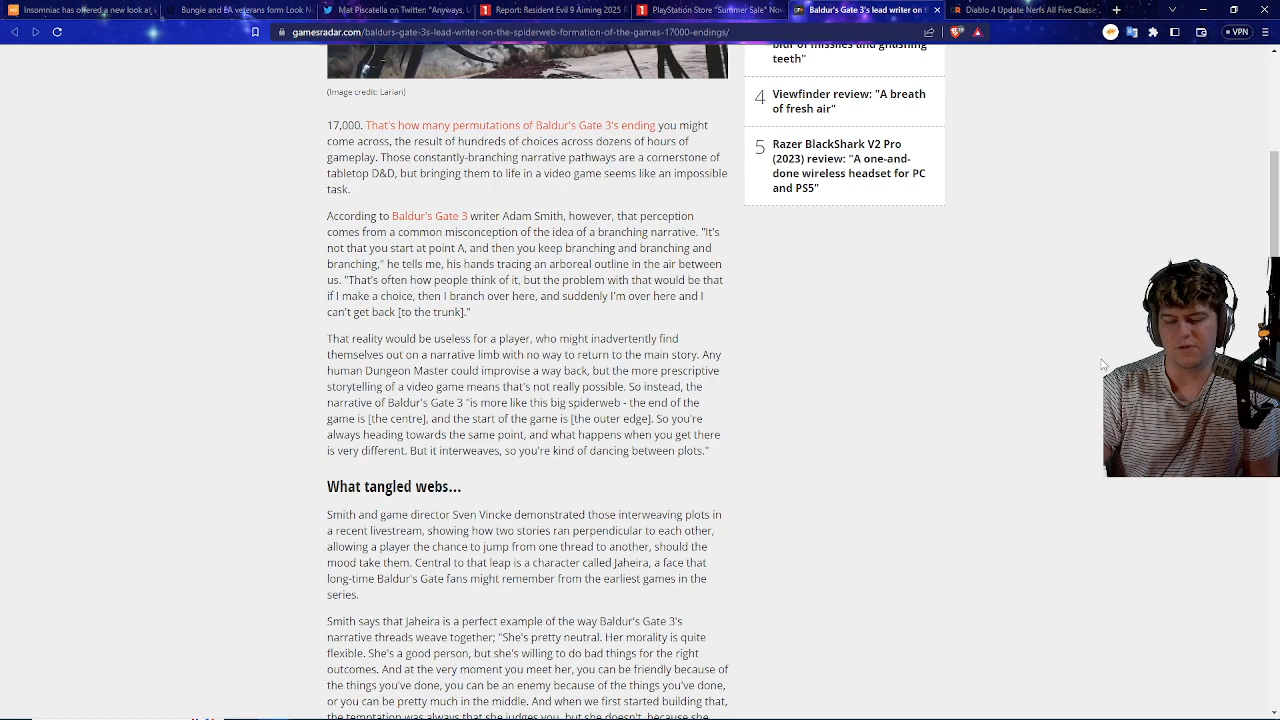 Insomniac has offered a new look at
Bungie and EA veterans form Look N
Mat Piscatella on Twitter: "Anyways, L
Report: Resident Evil 9 Aiming 2025 R
PlayStation Store "Summer Sale" Now
Baldur's Gate 3's lead writer on t
Diablo 4 Update Nerfs All Five Classe
gamesradar.com/baldurs-gate-3s-lead-writer-on-the-spiderweb-formation-of-the-games-17000-endings/
VPN
(Image credit: Larian)
17,000. That's how many permutations of Baldur's Gate 3's ending you might
come across, the result of hundreds of choices across dozens of hours of
gameplay. Those constantly-branching narrative pathways are a cornerstone of
tabletop D&D, but bringing them to life in a video game seems like an impossible
task.
According to Baldur's Gate 3 writer Adam Smith, however, that perception
comes from a common misconception of the idea of a branching narrative. "It's
not that you start at point A, and then you keep branching and branching and
branching," he tells me, his hands tracing an arboreal outline in the air between
us. "That's often how people think of it, but the problem with that would be that
if I make a choice, then I branch over here, and suddenly I'm over here and I
can't get back [to the trunk]."
That reality would be useless for a player, who might inadvertently find
themselves out on a narrative limb with no way to return to the main story. Any
human Dungeon Master could improvise a way back, but the more prescriptive
storytelling of a video game means that's not really possible. So instead, the
narrative of Baldur's Gate 3 "is more like this big spiderweb - the end of the
game is [the centre], and the start of the game is [the outer edge]. So you're
always heading towards the same point, and what happens when you get there
is very different. But it interweaves, so you're kind of dancing between plots."
What tangled webs...
Smith and game director Sven Vincke demonstrated those interweaving plots in
a recent livestream, showing how two stories ran perpendicular to each other,
allowing a player the chance to jump from one thread to another, should the
mood take them. Central to that leap is a character called Jaheira, a face that
long-time Baldur's Gate fans might remember from the earliest games in the
series.
Smith says that Jaheira is a perfect example of the way Baldur's Gate 3's
narrative threads weave together; "She's pretty neutral. Her morality is quite
flexible. She's a good person, but she's willing to do bad things for the right
outcomes. And at the very moment you meet her, you can be friendly because of
the things you've done, you can be an enemy because of the things you've done,
or you can be pretty much in the middle. And when we first started building that,
the temptation was always that she judges you, but she doesn't, because she
blur of missiles and gnashing
teeth"
4 Viewfinder review: "A breath
of fresh air"
5 Razer BlackShark V2 Pro
(2023) review: "A one-and-
done wireless headset for PC
and PS5"